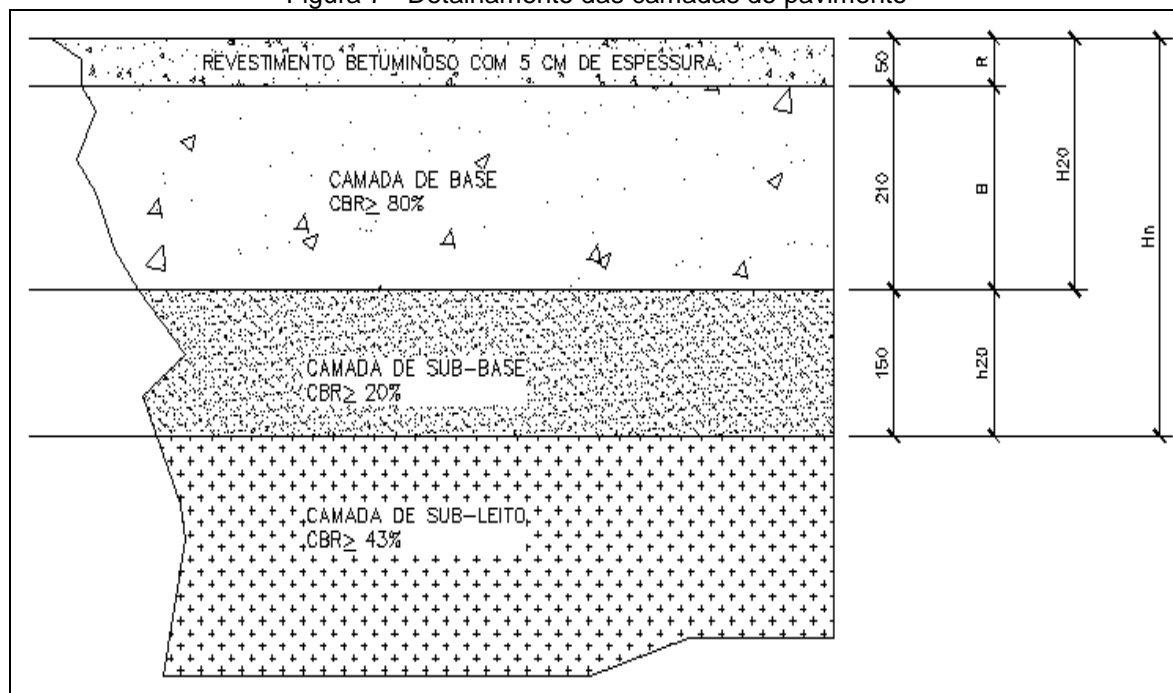 Figura 7 - Detalhamento das camadas do pavimento
REVESTIMENTO BETUMINOSO COM 5 CM DE ESPESSURA.
CAMADA DE BASE
CBR≥ 80%
CAMADA DE SUB-BASE
CBR≥ 20%
CAMADA DE SUB-LEITO
CBR≥ 43%
50
R
210
B
H20
Hn
150
h20